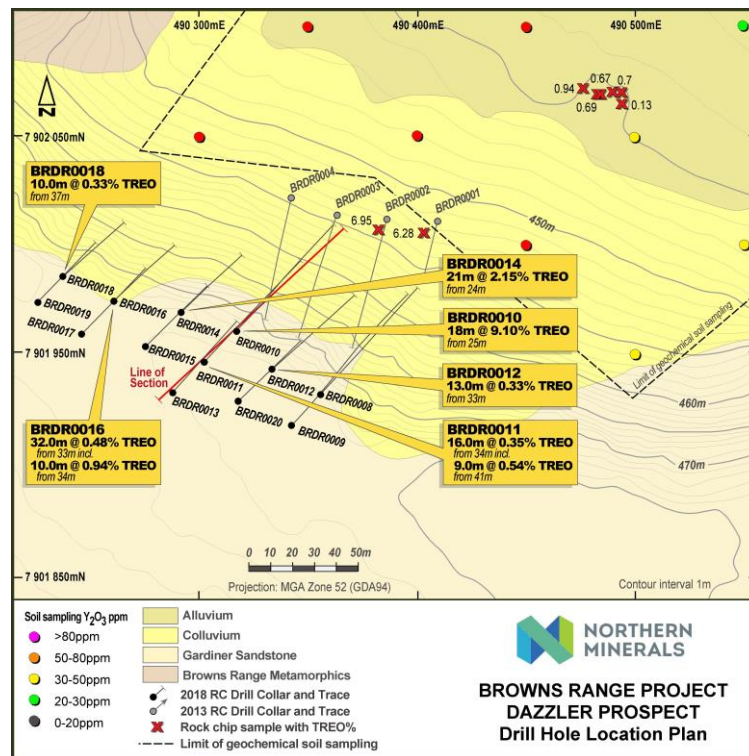 490 300mE
490 400mE
490 500mE
N
7 902 050mN
7 901 950mN
7 901 850mN
0.94
0.67
0.7
0.69
0.13
450m
BRDR0018
10.0m @ 0.33% TREO
from 37m
BRDR0004
BRDR0003
BRDR0002
BRDR0001
6.95
6.28
BRDR0014
21m @ 2.15% TREO
from 24m
BRDR0010
18m @ 9.10% TREO
from 25m
BRDR0012
13.0m @ 0.33% TREO
from 33m
BRDR0011
16.0m @ 0.35% TREO
from 34m incl.
9.0m @ 0.54% TREO
from 41m
BRDR0016
32.0m @ 0.48% TREO
from 33m incl.
10.0m @ 0.94% TREO
from 34m
BRDR0018
BRDR0019
BRDR0017
BRDR0016
BRDR0014
BRDR0015
BRDR0010
BRDR0011
BRDR0013
BRDR0012
BRDR0020
BRDR0008
BRDR0009
Line of
Section
Limit of geochemical soil sampling
460m
470m
0 10 20 30 40 50m
Projection: MGA Zone 52 (GDA94)
Contour interval 1m
Soil sampling Y₂O₃ ppm
>80ppm
50-80ppm
30-50ppm
20-30ppm
0-20ppm
Alluvium
Colluvium
Gardiner Sandstone
Browns Range Metamorphics
2018 RC Drill Collar and Trace
2013 RC Drill Collar and Trace
Rock chip sample with TREO%
Limit of geochemical soil sampling
NORTHERN
MINERALS
BROWNS RANGE PROJECT
DAZZLER PROSPECT
Drill Hole Location Plan